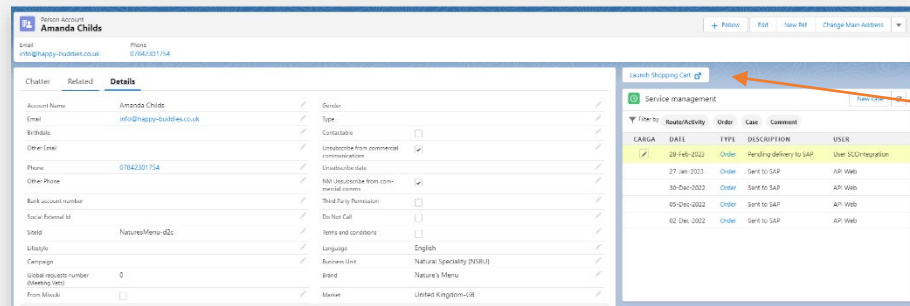 Person Account
Amanda Childs
+ Follow Edit New Pet Change Main Address
Email Phone
info@happy-buddies.co.uk 07842301754
Chatter Related Details
Account Name Amanda Childs
Email info@happy-buddies.co.uk
Birthdate
Other Email
Phone 07842301754
Other Phone
Bank account number
Social External Id
SiteId NaturesMenu-d2c
Lifestyle
Campaign
Global requests number
(Meeting Vets) 0
From Miwuki
Gender
Type
Contactable
Unsubscribe from commercial
communications
Unsubscribe date
NM Unsubscribe from com-
mercial comms
Third Party Permission
Do Not Call
Terms and conditions
Language English
Business Unit Natural Speciality (NSBU)
Brand Nature's Menu
Market United Kingdom-GB
Launch Shopping Cart
Service management New case
Filter by Route/Activity Order Case Comment
CARGA DATE TYPE DESCRIPTION USER
28-Feb-2023 Order Pending delivery to SAP User SCCIntegration
27-Jan-2023 Order Sent to SAP API Web
30-Dec-2022 Order Sent to SAP API Web
05-Dec-2022 Order Sent to SAP API Web
02-Dec-2022 Order Sent to SAP API Web